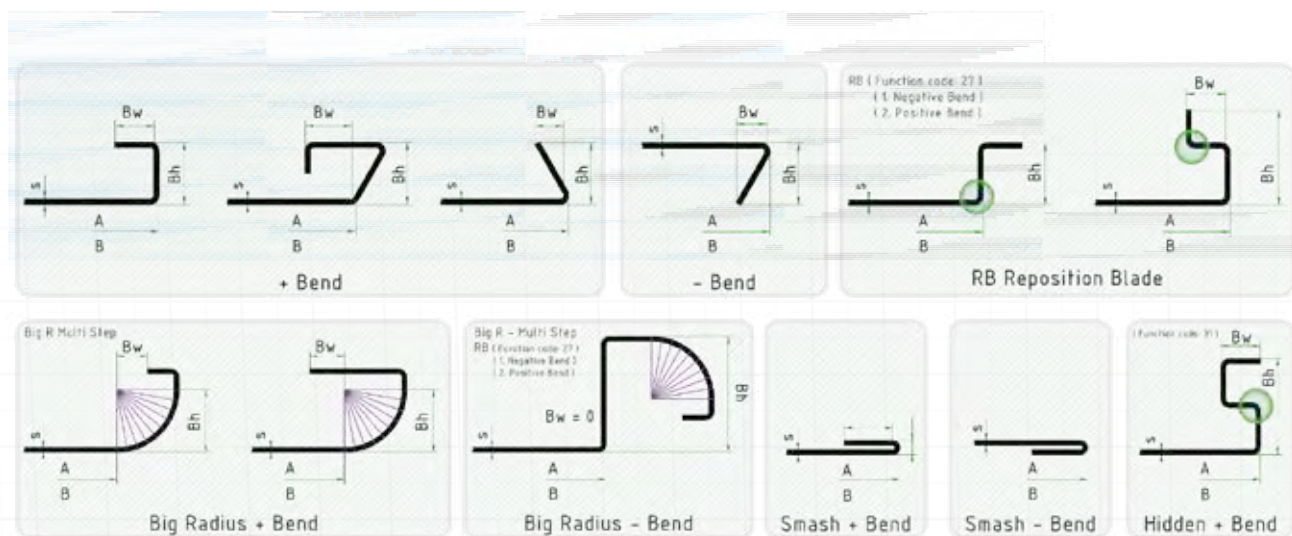 Bw
Bh
s
A
B
Bw
Bh
s
A
B
Bw
Bh
s
A
B
+ Bend
Bw
s
Bh
A
B
- Bend
RB ( Function code: 27 )
( 1. Negative Bend )
( 2. Positive Bend )
s
Bh
A
B
Bw
Bh
s
A
B
RB Reposition Blade
Big R Multi Step
Bw
Bh
s
A
B
Bw
Bh
s
A
B
Big Radius + Bend
Big R - Multi Step
RB ( Function code: 27 )
( 1. Negative Bend )
( 2. Positive Bend )
Bw = 0
Bh
s
A
B
Big Radius - Bend
s
A
B
Smash + Bend
s
A
B
Smash - Bend
( Function code: 31 )
Bw
Bh
s
A
B
Hidden + Bend